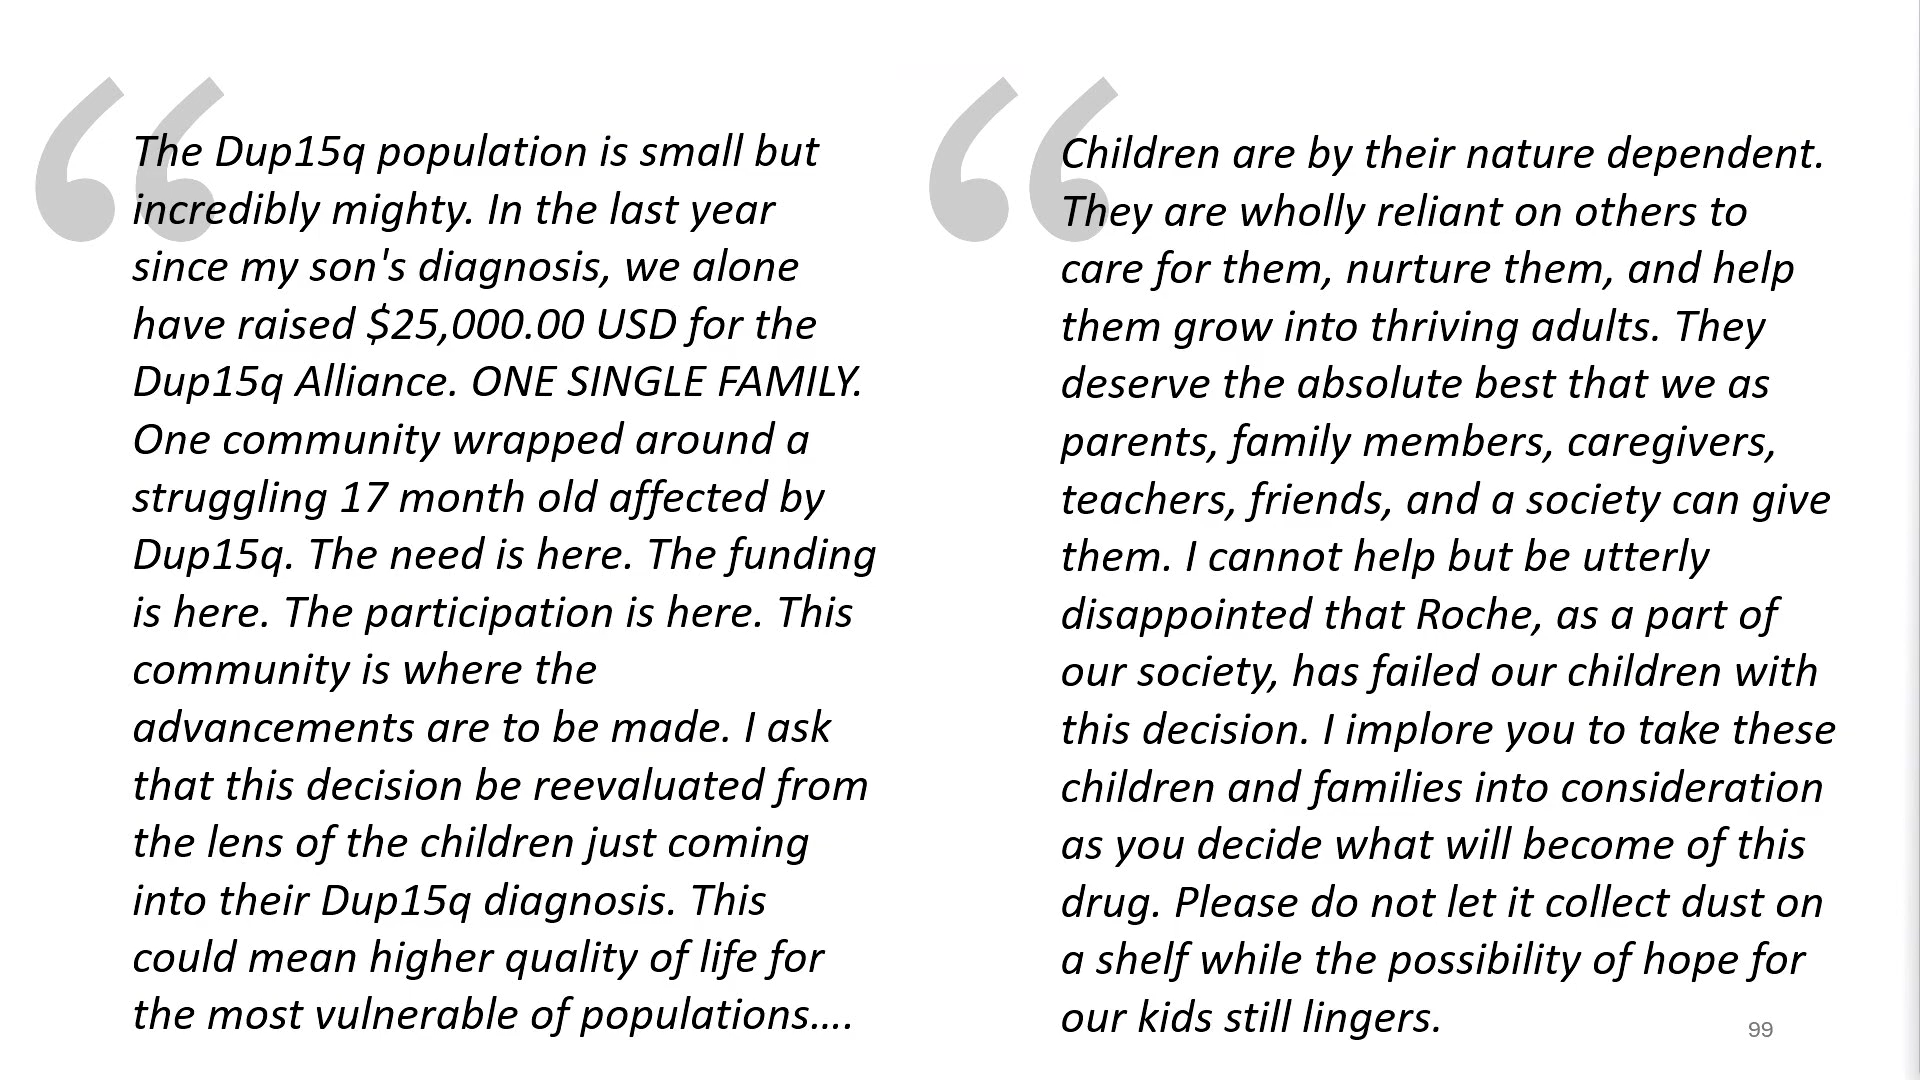 The Dup15q population is small but
incredibly mighty. In the last year
since my son's diagnosis, we alone
have raised $25,000.00 USD for the
Dup15q Alliance. ONE SINGLE FAMILY.
One community wrapped around a
struggling 17 month old affected by
Dup15q. The need is here. The funding
is here. The participation is here. This
community is where the
advancements are to be made. I ask
that this decision be reevaluated from
the lens of the children just coming
into their Dup15q diagnosis. This
could mean higher quality of life for
the most vulnerable of populations….
Children are by their nature dependent.
They are wholly reliant on others to
care for them, nurture them, and help
them grow into thriving adults. They
deserve the absolute best that we as
parents, family members, caregivers,
teachers, friends, and a society can give
them. I cannot help but be utterly
disappointed that Roche, as a part of
our society, has failed our children with
this decision. I implore you to take these
children and families into consideration
as you decide what will become of this
drug. Please do not let it collect dust on
a shelf while the possibility of hope for
our kids still lingers.
99